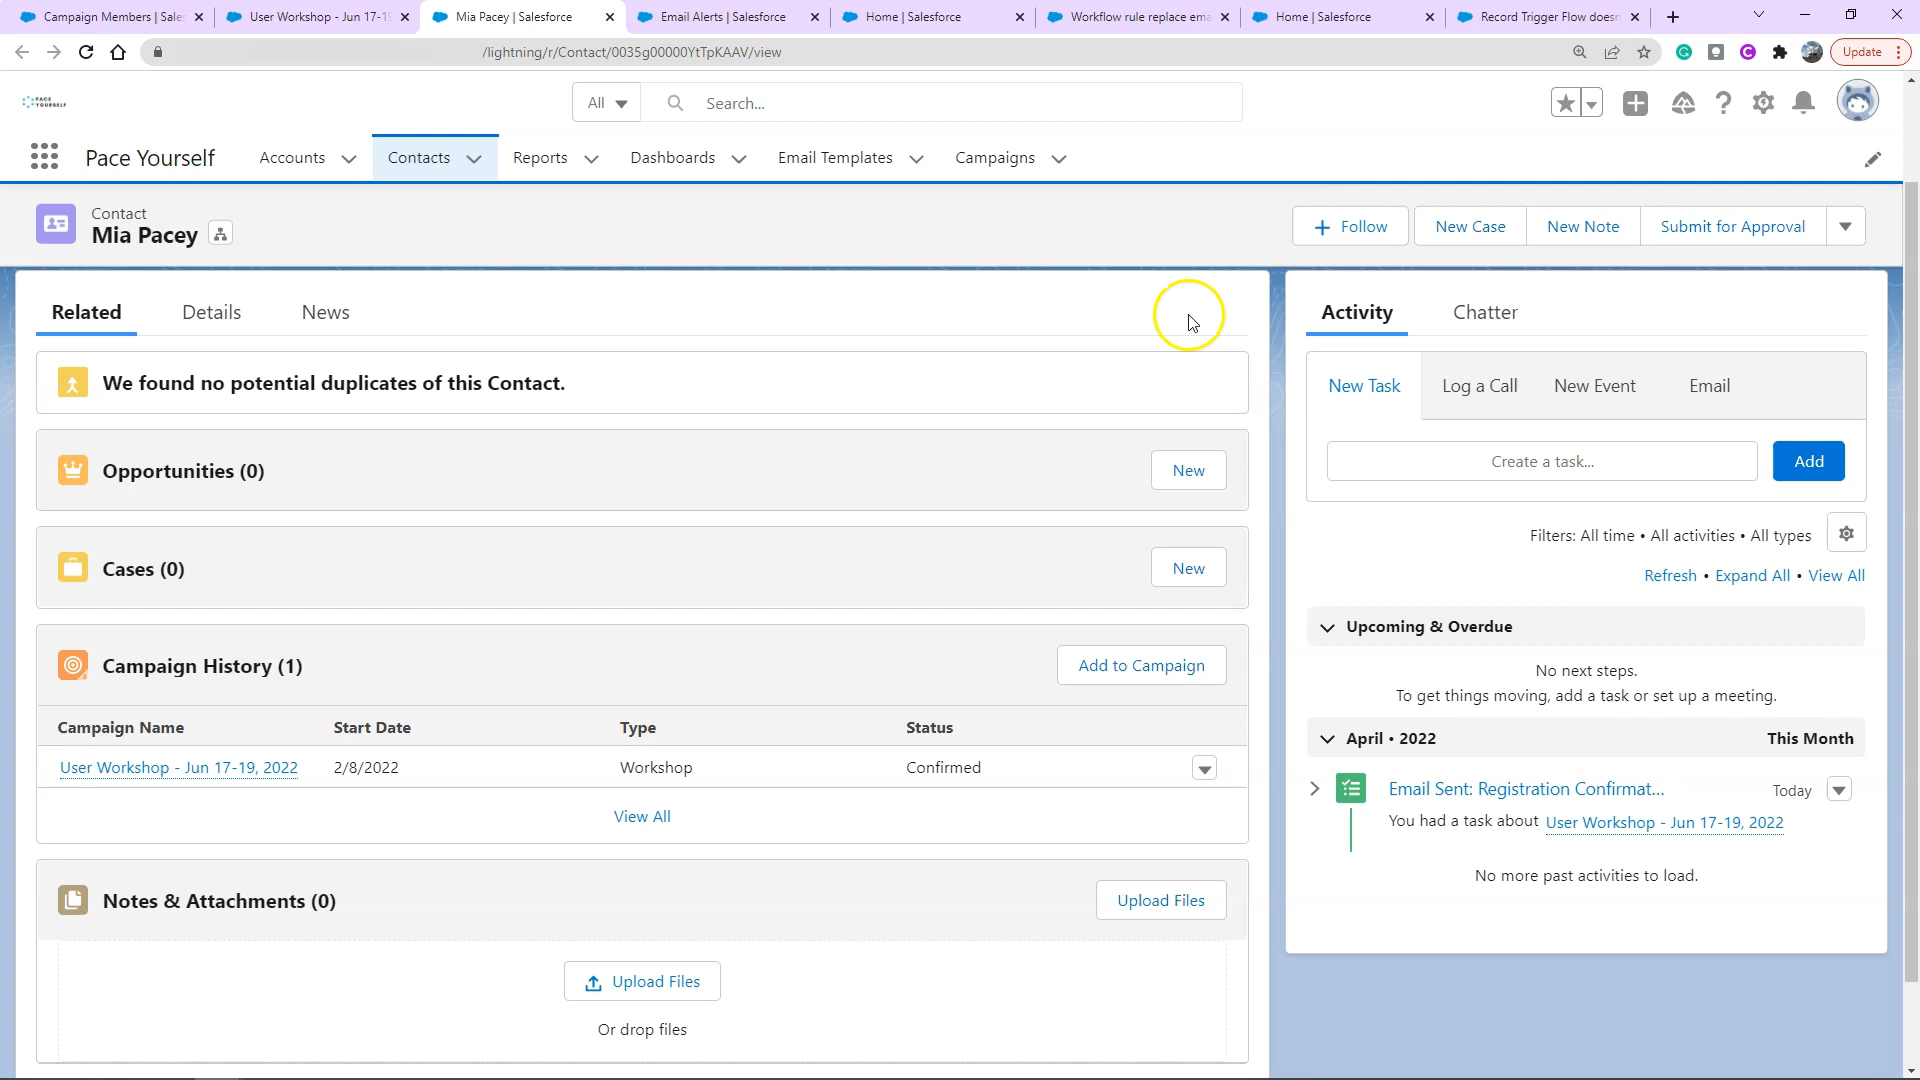 Campaign Members | Sales
User Workshop - Jun 17-19
Mia Pacey | Salesforce
Email Alerts | Salesforce
Home | Salesforce
Workflow rule replace ema
Home | Salesforce
Record Trigger Flow doesn
/lightning/r/Contact/0035g00000YtTpKAAV/view
Update
PACE
YOURSELF
All
Search...
Pace Yourself
Accounts
Contacts
Reports
Dashboards
Email Templates
Campaigns
Contact
Mia Pacey
Follow
New Case
New Note
Submit for Approval
Related
Details
News
We found no potential duplicates of this Contact.
Opportunities (0)
New
Cases (0)
New
Campaign History (1)
Add to Campaign
Campaign Name
Start Date
Type
Status
User Workshop - Jun 17-19, 2022
2/8/2022
Workshop
Confirmed
View All
Notes & Attachments (0)
Upload Files
Upload Files
Or drop files
Activity
Chatter
New Task
Log a Call
New Event
Email
Create a task...
Add
Filters: All time • All activities • All types
Refresh • Expand All • View All
Upcoming & Overdue
No next steps.
To get things moving, add a task or set up a meeting.
April • 2022
This Month
Email Sent: Registration Confirmat...
Today
You had a task about User Workshop - Jun 17-19, 2022
No more past activities to load.